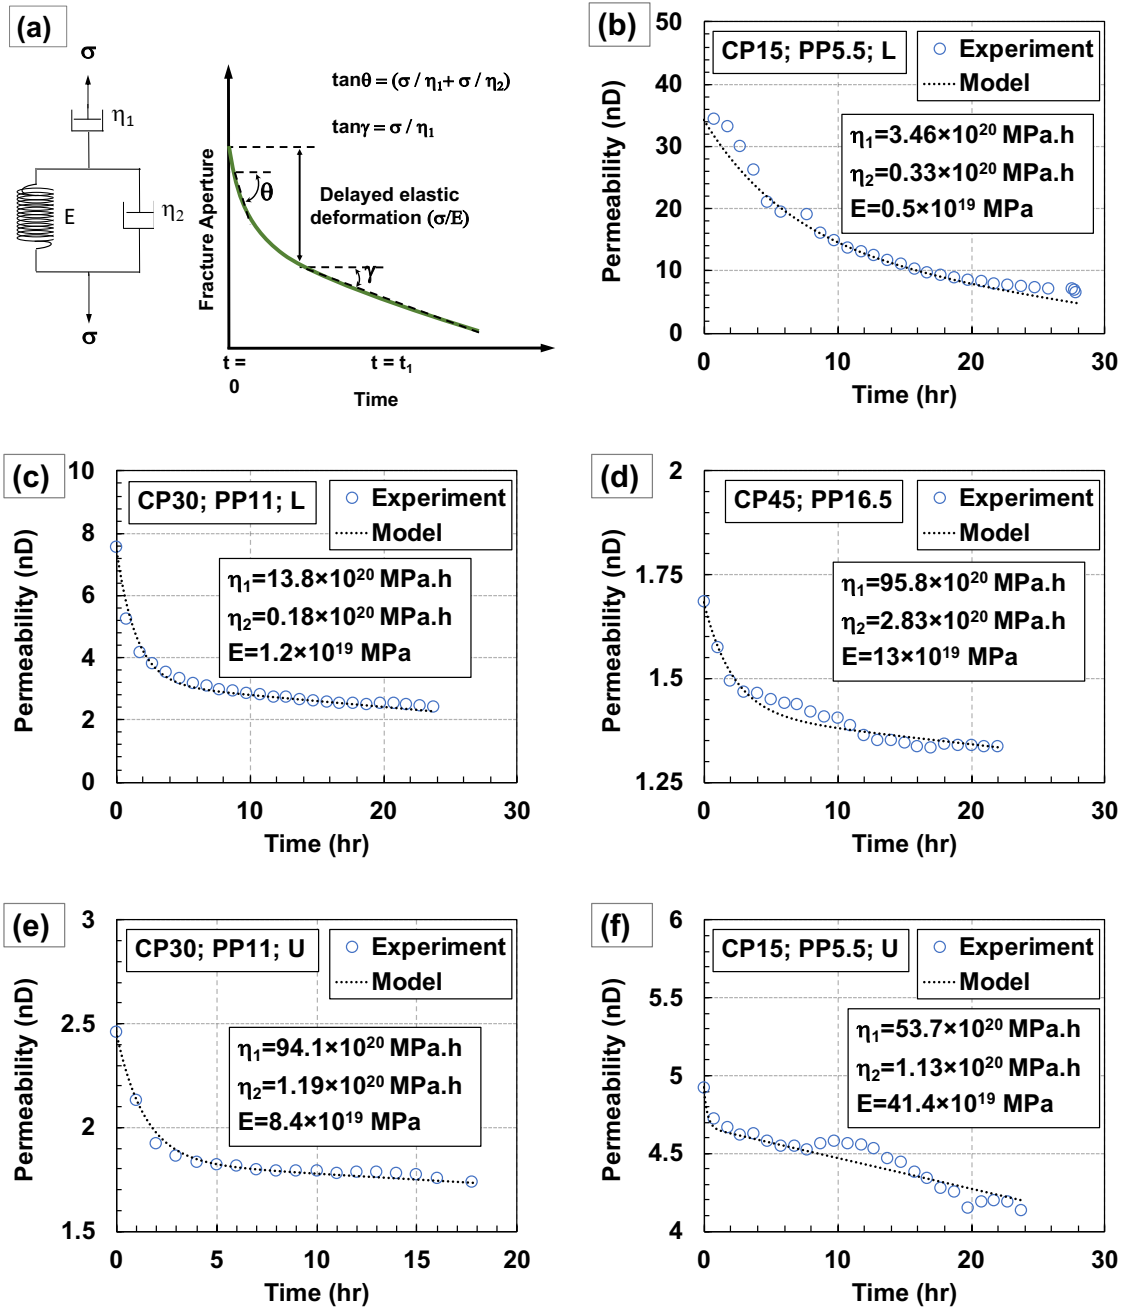 (a)
σ
η1
E
η2
σ
tanθ = (σ / η1+ σ / η2)
tanγ = σ / η1
Fracture Aperture
θ
Delayed elastic
deformation (σ/E)
γ
t =
0
t = t1
Time
(b)
CP15; PP5.5; L
Experiment
Model
η1=3.46×10^20 MPa.h
η2=0.33×10^20 MPa.h
E=0.5×10^19 MPa
Permeability (nD)
50
40
30
20
10
0
0 10 20 30
Time (hr)
(c)
CP30; PP11; L
Experiment
Model
η1=13.8×10^20 MPa.h
η2=0.18×10^20 MPa.h
E=1.2×10^19 MPa
Permeability (nD)
10
8
6
4
2
0
0 10 20 30
Time (hr)
(d)
CP45; PP16.5
Experiment
Model
η1=95.8×10^20 MPa.h
η2=2.83×10^20 MPa.h
E=13×10^19 MPa
Permeability (nD)
2
1.75
1.5
1.25
0 10 20 30
Time (hr)
(e)
CP30; PP11; U
Experiment
Model
η1=94.1×10^20 MPa.h
η2=1.19×10^20 MPa.h
E=8.4×10^19 MPa
Permeability (nD)
3
2.5
2
1.5
0 5 10 15 20
Time (hr)
(f)
CP15; PP5.5; U
Experiment
Model
η1=53.7×10^20 MPa.h
η2=1.13×10^20 MPa.h
E=41.4×10^19 MPa
Permeability (nD)
6
5.5
5
4.5
4
0 10 20 30
Time (hr)